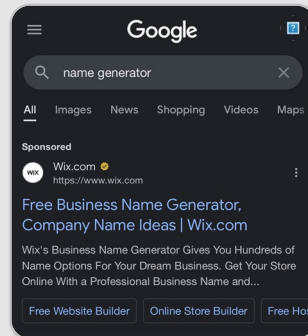 Google
name generator
All Images News Shopping Videos Maps
Sponsored
WIX
Wix.com
https://www.wix.com
Free Business Name Generator,
Company Name Ideas | Wix.com
Wix's Business Name Generator Gives You Hundreds of
Name Options For Your Dream Business. Get Your Store
Online With a Professional Business Name and...
Free Website Builder Online Store Builder Free Hos